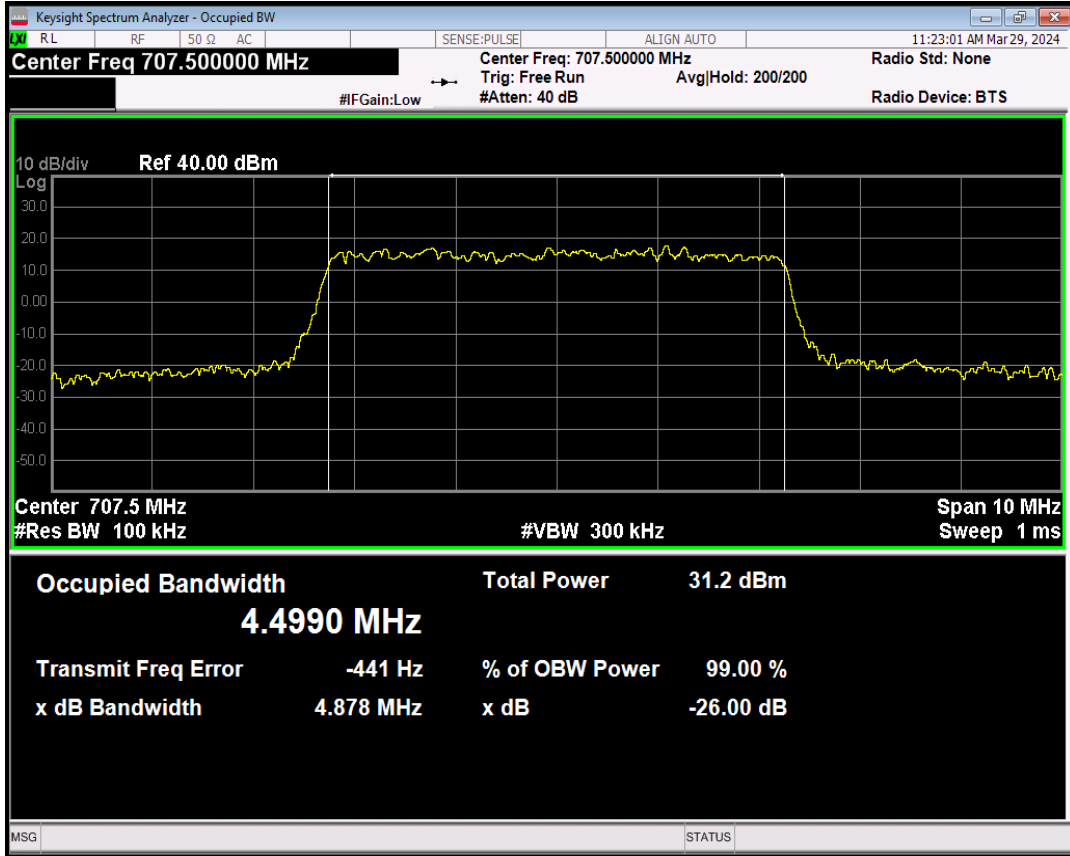 Keysight Spectrum Analyzer - Occupied BW
LXI RL RF 50 Ω AC SENSE:PULSE ALIGN AUTO 11:23:01 AM Mar 29, 2024
Center Freq 707.500000 MHz Center Freq: 707.500000 MHz Radio Std: None
Trig: Free Run Avg|Hold: 200/200
#IFGain:Low #Atten: 40 dB Radio Device: BTS
10 dB/div Ref 40.00 dBm
Log
30.0
20.0
10.0
0.00
-10.0
-20.0
-30.0
-40.0
-50.0
Center 707.5 MHz Span 10 MHz
#Res BW 100 kHz #VBW 300 kHz Sweep 1 ms
Occupied Bandwidth Total Power 31.2 dBm
4.4990 MHz
Transmit Freq Error -441 Hz % of OBW Power 99.00 %
x dB Bandwidth 4.878 MHz x dB -26.00 dB
MSG STATUS